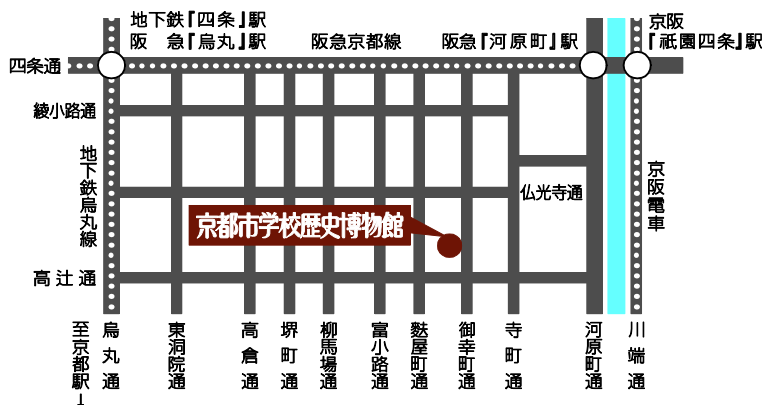 地下鉄『四条』駅
阪 急『烏丸』駅
阪急京都線
阪急『河原町』駅
京阪
『祇園四条』駅
四条通
綾小路通
地下鉄烏丸線
仏光寺通
京阪電車
京都市学校歴史博物館
高辻通
至京都駅↓
烏丸通
東洞院通
高倉通
堺町通
柳馬場通
富小路通
麩屋町通
御幸町通
寺町通
河原町通
川端通